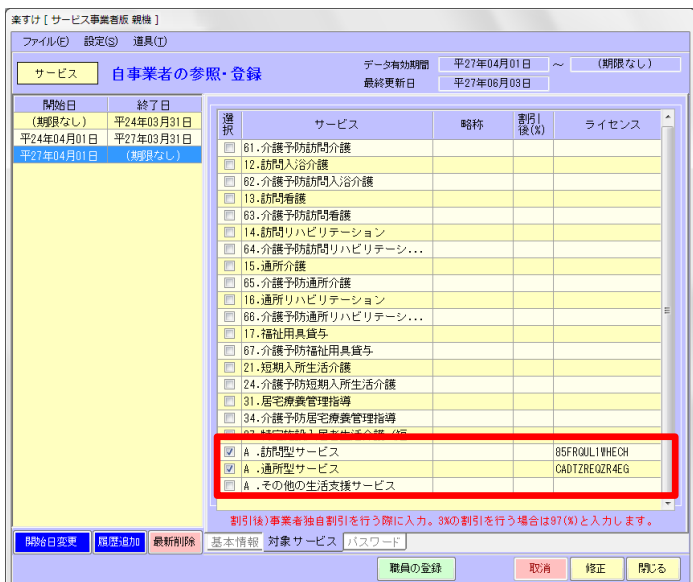 楽すけ [ サービス事業者版 親機 ]
ファイル(F) 設定(S) 道具(T)
サービス 自事業者の参照・登録 データ有効期間 平27年04月01日 ～ (期限なし)
最終更新日 平27年06月03日
開始日 終了日
(期限なし) 平24年03月31日
平24年04月01日 平27年03月31日
平27年04月01日 (期限なし)
選択 サービス 略称 割引後(%) ライセンス
61.介護予防訪問介護
12.訪問入浴介護
62.介護予防訪問入浴介護
13.訪問看護
63.介護予防訪問看護
14.訪問リハビリテーション
64.介護予防訪問リハビリテーシ...
15.通所介護
65.介護予防通所介護
16.通所リハビリテーション
66.介護予防通所リハビリテーシ...
17.福祉用具貸与
67.介護予防福祉用具貸与
21.短期入所生活介護
24.介護予防短期入所生活介護
31.居宅療養管理指導
34.介護予防居宅療養管理指導
A .訪問型サービス 85FRQUL1WHECH
A .通所型サービス CADTZREQZR4EG
A .その他の生活支援サービス
割引後)事業者独自割引を行う際に入力。3%の割引を行う場合は97(%)と入力します。
開始日変更 履歴追加 最新削除 基本情報 対象サービス パスワード
職員の登録 取消 修正 閉じる